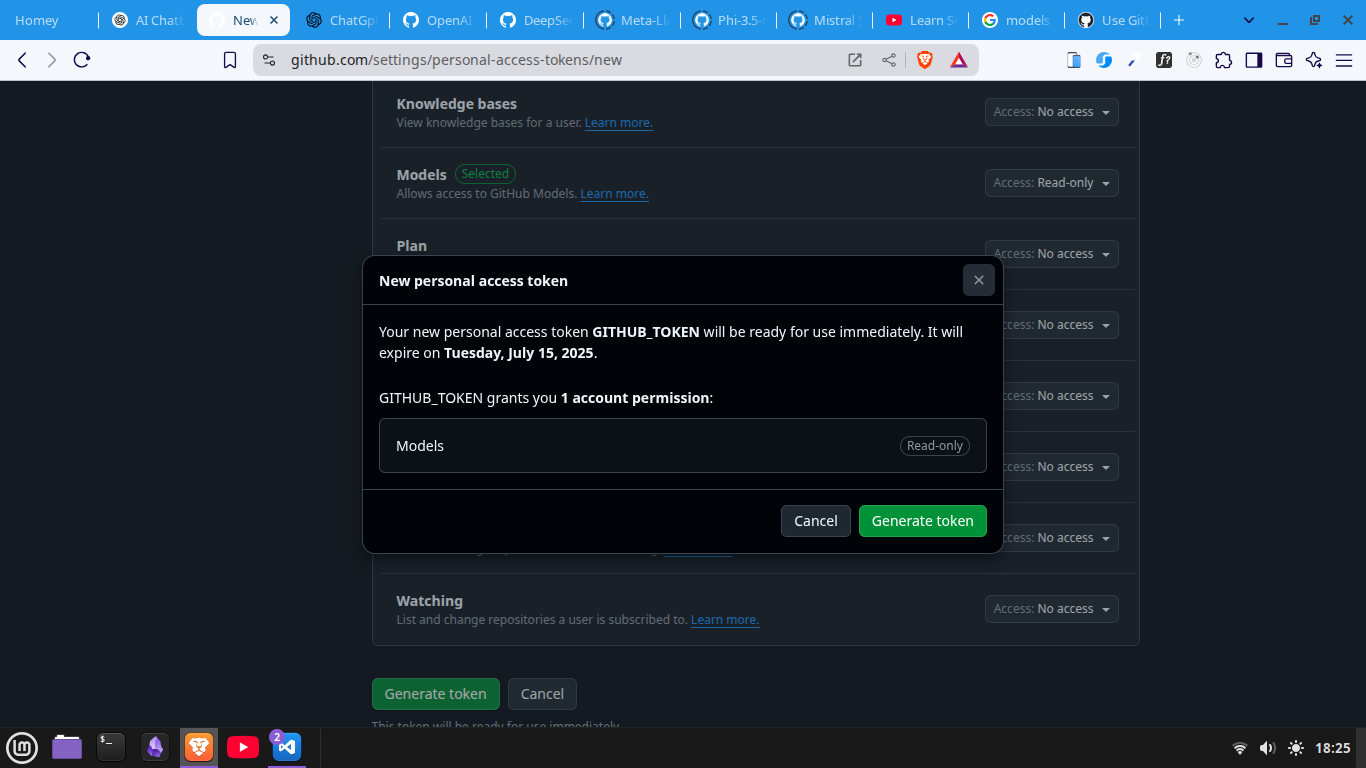 Homey
AI Chat
New
ChatGp
OpenAI
DeepSe
Meta-Ll
Phi-3.5-
Mistral
Learn S
models
Use Git
github.com/settings/personal-access-tokens/new
Knowledge bases
View knowledge bases for a user. Learn more.
Access: No access
Models Selected
Allows access to GitHub Models. Learn more.
Access: Read-only
Plan
Access: No access
New personal access token
Your new personal access token GITHUB_TOKEN will be ready for use immediately. It will
expire on Tuesday, July 15, 2025.
cess: No access
GITHUB_TOKEN grants you 1 account permission:
cess: No access
Models
Read-only
cess: No access
Cancel
Generate token
cess: No access
Watching
List and change repositories a user is subscribed to. Learn more.
Access: No access
Generate token
Cancel
This token will be ready for use immediately.
2
18:25